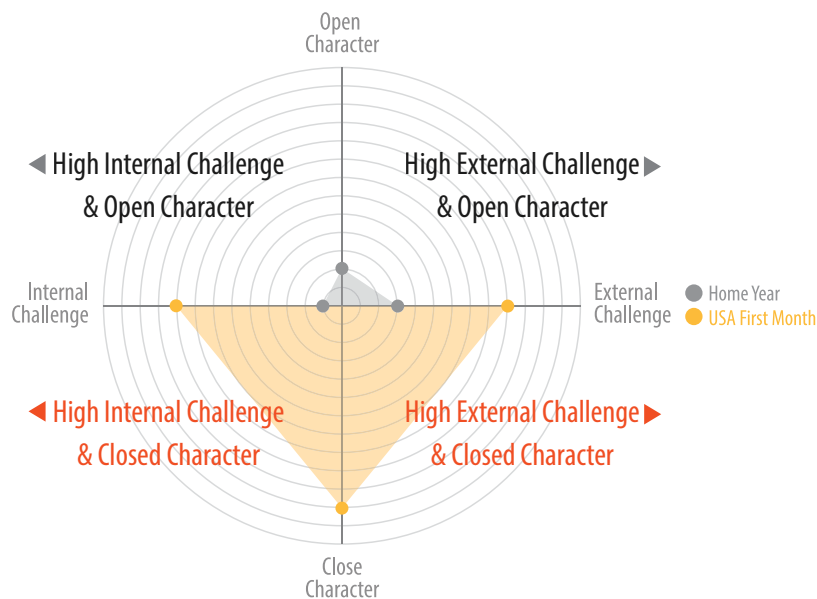 Open
Character
High Internal Challenge
& Open Character
High External Challenge
& Open Character
Internal
Challenge
External
Challenge
Home Year
USA First Month
High Internal Challenge
& Closed Character
High External Challenge
& Closed Character
Close
Character